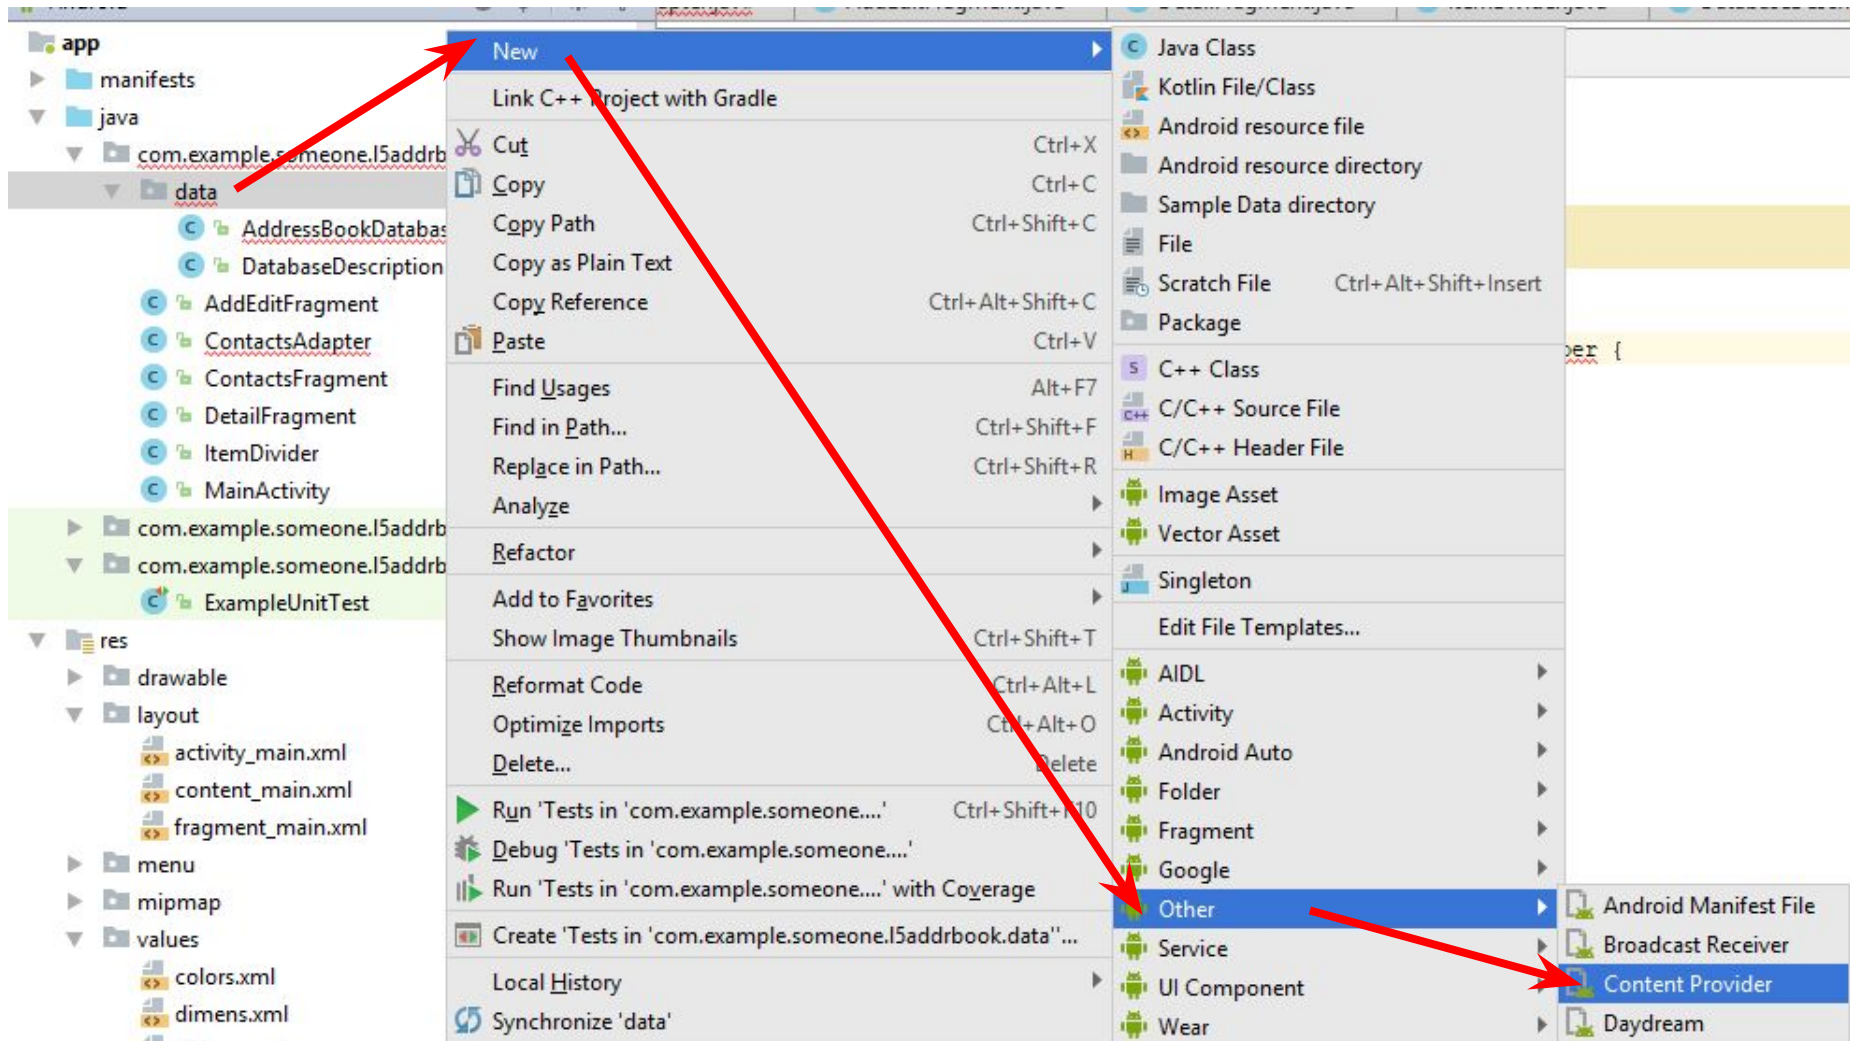 app
manifests
java
com.example.someone.l5addrb
data
AddressBookDatabas
DatabaseDescription
AddEditFragment
ContactsAdapter
ContactsFragment
DetailFragment
ItemDivider
MainActivity
com.example.someone.l5addrb
com.example.someone.l5addrb
ExampleUnitTest
res
drawable
layout
activity_main.xml
content_main.xml
fragment_main.xml
menu
mipmap
values
colors.xml
dimens.xml
New
Link C++ Project with Gradle
Cut Ctrl+X
Copy Ctrl+C
Copy Path Ctrl+Shift+C
Copy as Plain Text
Copy Reference Ctrl+Alt+Shift+C
Paste Ctrl+V
Find Usages Alt+F7
Find in Path... Ctrl+Shift+F
Replace in Path... Ctrl+Shift+R
Analyze
Refactor
Add to Favorites
Show Image Thumbnails Ctrl+Shift+T
Reformat Code Ctrl+Alt+L
Optimize Imports Ctrl+Alt+O
Delete... Delete
Run 'Tests in 'com.example.someone....' Ctrl+Shift+F10
Debug 'Tests in 'com.example.someone....'
Run 'Tests in 'com.example.someone....' with Coverage
Create 'Tests in 'com.example.someone.l5addrbook.data''...
Local History
Synchronize 'data'
Java Class
Kotlin File/Class
Android resource file
Android resource directory
Sample Data directory
File
Scratch File Ctrl+Alt+Shift+Insert
Package
C++ Class
C/C++ Source File
C/C++ Header File
Image Asset
Vector Asset
Singleton
Edit File Templates...
AIDL
Activity
Android Auto
Folder
Fragment
Google
Other
Service
UI Component
Wear
per {
Android Manifest File
Broadcast Receiver
Content Provider
Daydream